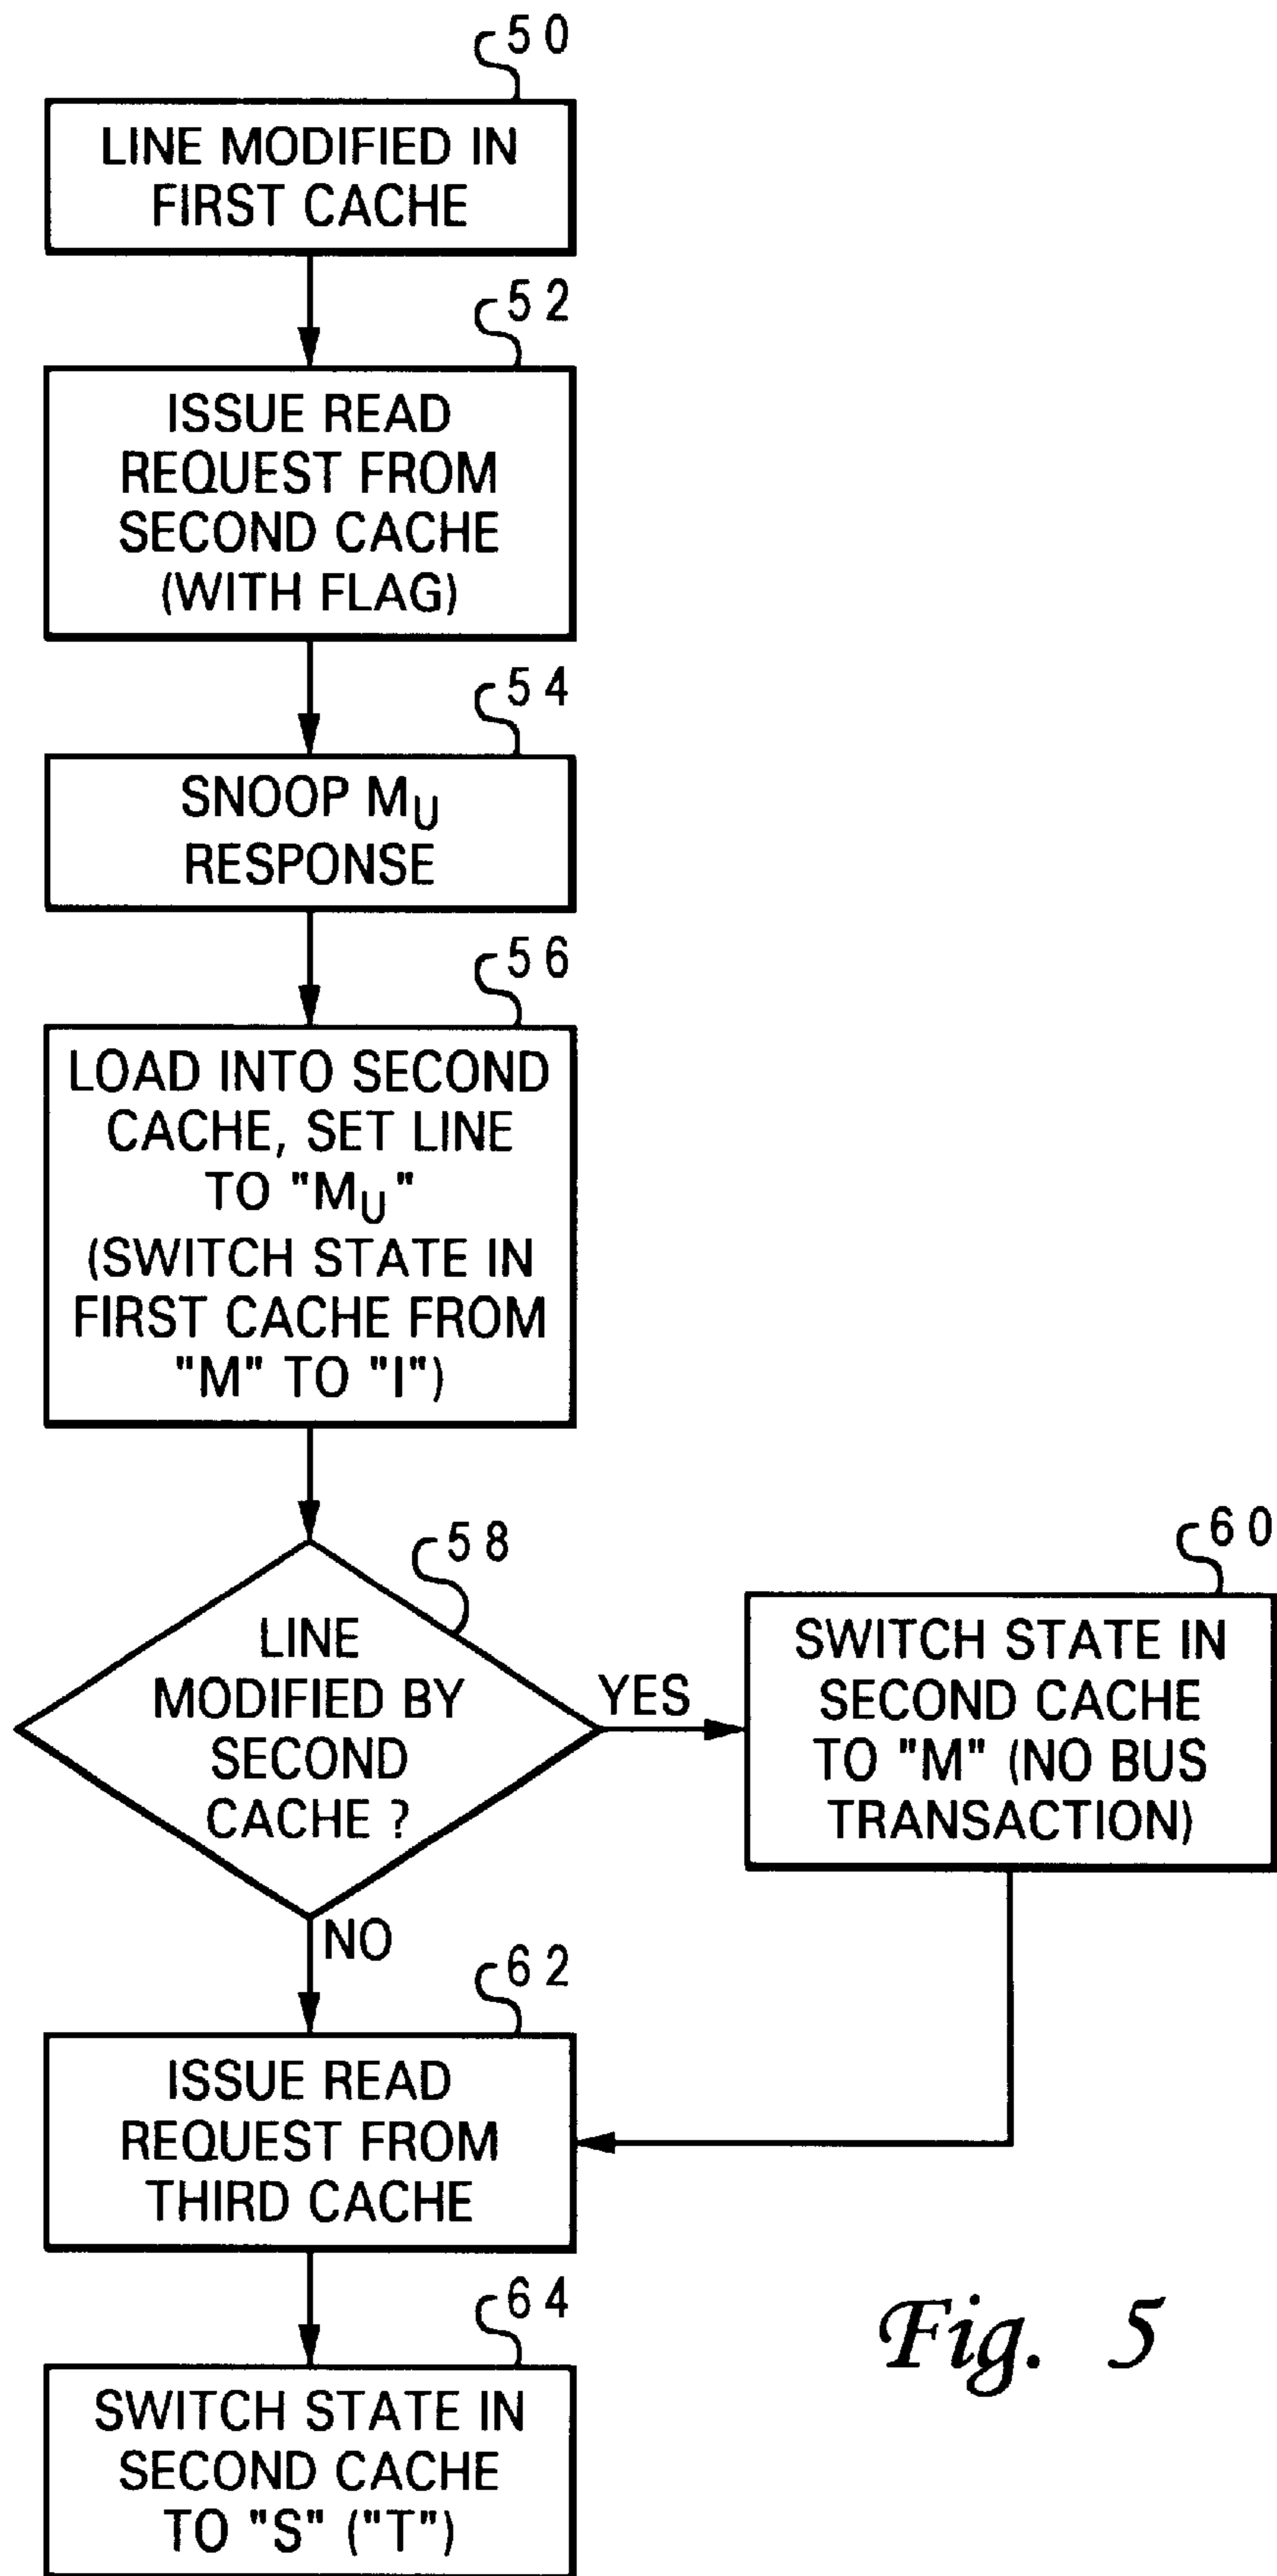 50
LINE MODIFIED IN
FIRST CACHE
52
ISSUE READ
REQUEST FROM
SECOND CACHE
(WITH FLAG)
54
SNOOP MU
RESPONSE
56
LOAD INTO SECOND
CACHE, SET LINE
TO "MU"
(SWITCH STATE IN
FIRST CACHE FROM
"M" TO "I")
58
LINE
MODIFIED BY
SECOND
CACHE ?
YES
60
SWITCH STATE IN
SECOND CACHE
TO "M" (NO BUS
TRANSACTION)
NO
62
ISSUE READ
REQUEST FROM
THIRD CACHE
64
SWITCH STATE IN
SECOND CACHE
TO "S" ("T")
Fig. 5